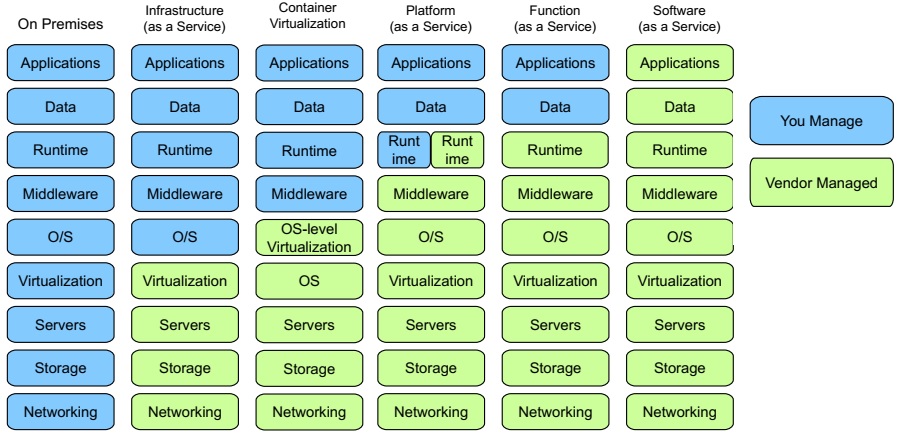 On Premises
Infrastructure
(as a Service)
Container
Virtualization
Platform
(as a Service)
Function
(as a Service)
Software
(as a Service)
Applications
Applications
Applications
Applications
Applications
Applications
Data
Data
Data
Data
Data
Data
You Manage
Runtime
Runtime
Runtime
Runt
ime
Runt
ime
Runtime
Runtime
Vendor Managed
Middleware
Middleware
Middleware
Middleware
Middleware
Middleware
O/S
O/S
OS-level
Virtualization
O/S
O/S
O/S
Virtualization
Virtualization
OS
Virtualization
Virtualization
Virtualization
Servers
Servers
Servers
Servers
Servers
Servers
Storage
Storage
Storage
Storage
Storage
Storage
Networking
Networking
Networking
Networking
Networking
Networking